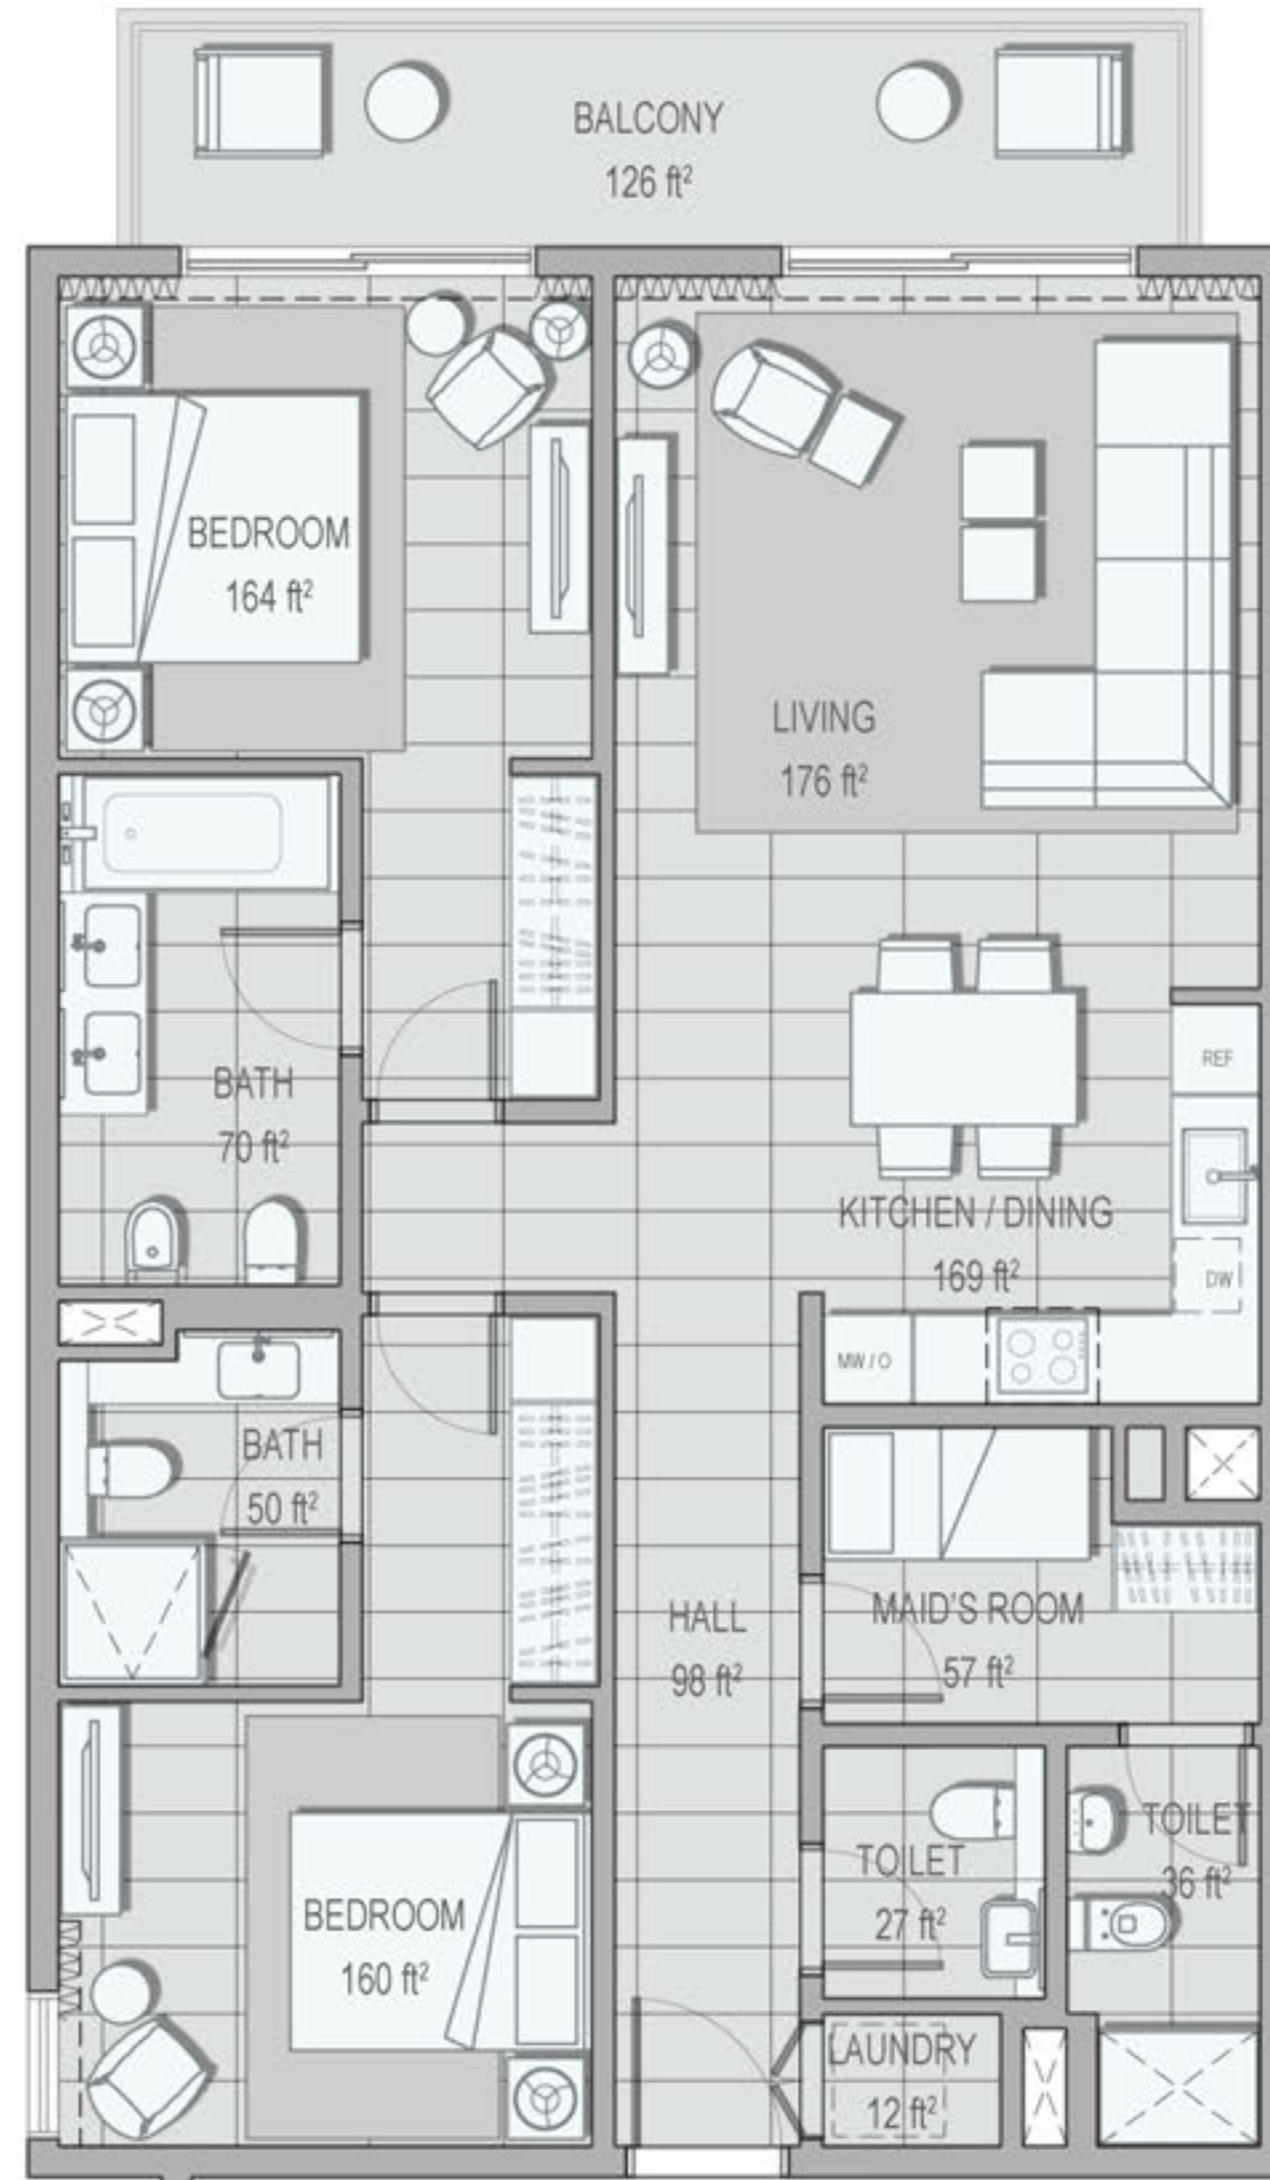 BALCONY
126 ft²
BEDROOM
164 ft²
LIVING
176 ft²
REF
BATH
70 ft²
KITCHEN / DINING
169 ft²
DW
MW / O
BATH
50 ft²
HALL
98 ft²
MAID'S ROOM
57 ft²
TOILET
36 ft²
TOILET
27 ft²
BEDROOM
160 ft²
LAUNDRY
12 ft²